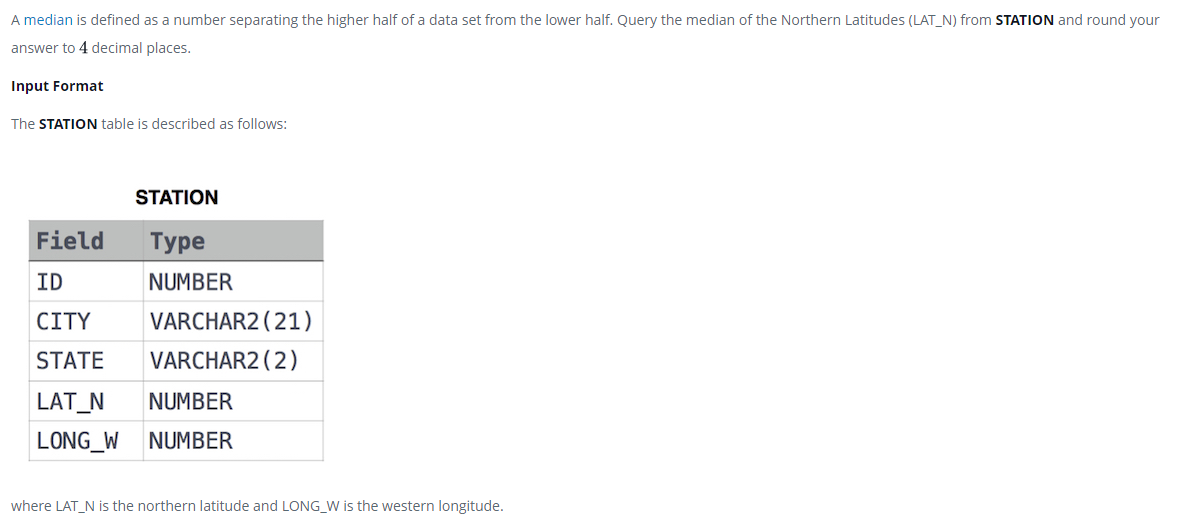 A median is defined as a number separating the higher half of a data set from the lower half. Query the median of the Northern Latitudes (LAT_N) from STATION and round your
answer to 4 decimal places.
Input Format
The STATION table is described as follows:
STATION
Field Type
ID NUMBER
CITY VARCHAR2(21)
STATE VARCHAR2(2)
LAT_N NUMBER
LONG_W NUMBER
where LAT_N is the northern latitude and LONG_W is the western longitude.